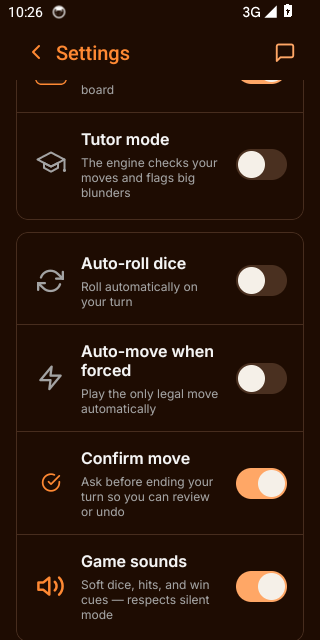 10:26
3G
Settings
board
Tutor mode
The engine checks your
moves and flags big
blunders
Auto-roll dice
Roll automatically on
your turn
Auto-move when
forced
Play the only legal move
automatically
Confirm move
Ask before ending your
turn so you can review
or undo
Game sounds
Soft dice, hits, and win
cues — respects silent
mode